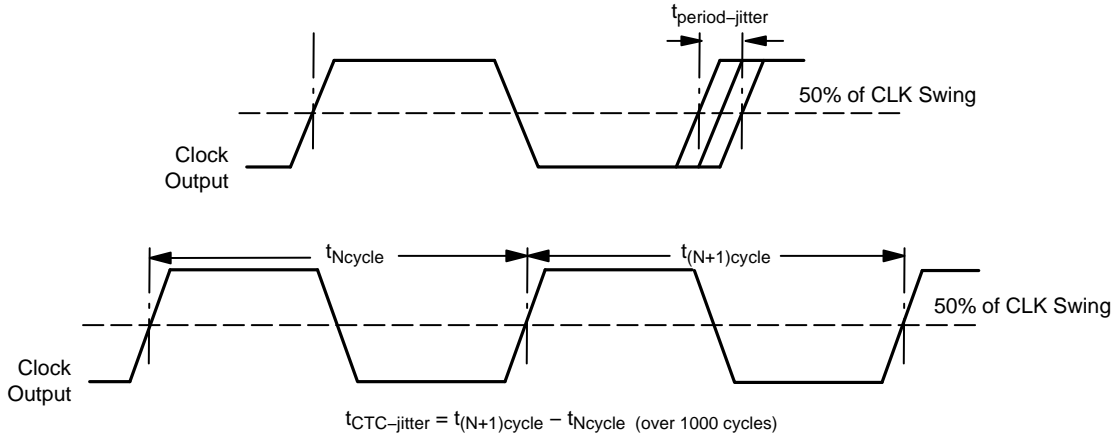 tperiod–jitter
50% of CLK Swing
Clock
Output
tNcycle
t(N+1)cycle
50% of CLK Swing
Clock
Output
tCTC–jitter = t(N+1)cycle – tNcycle (over 1000 cycles)